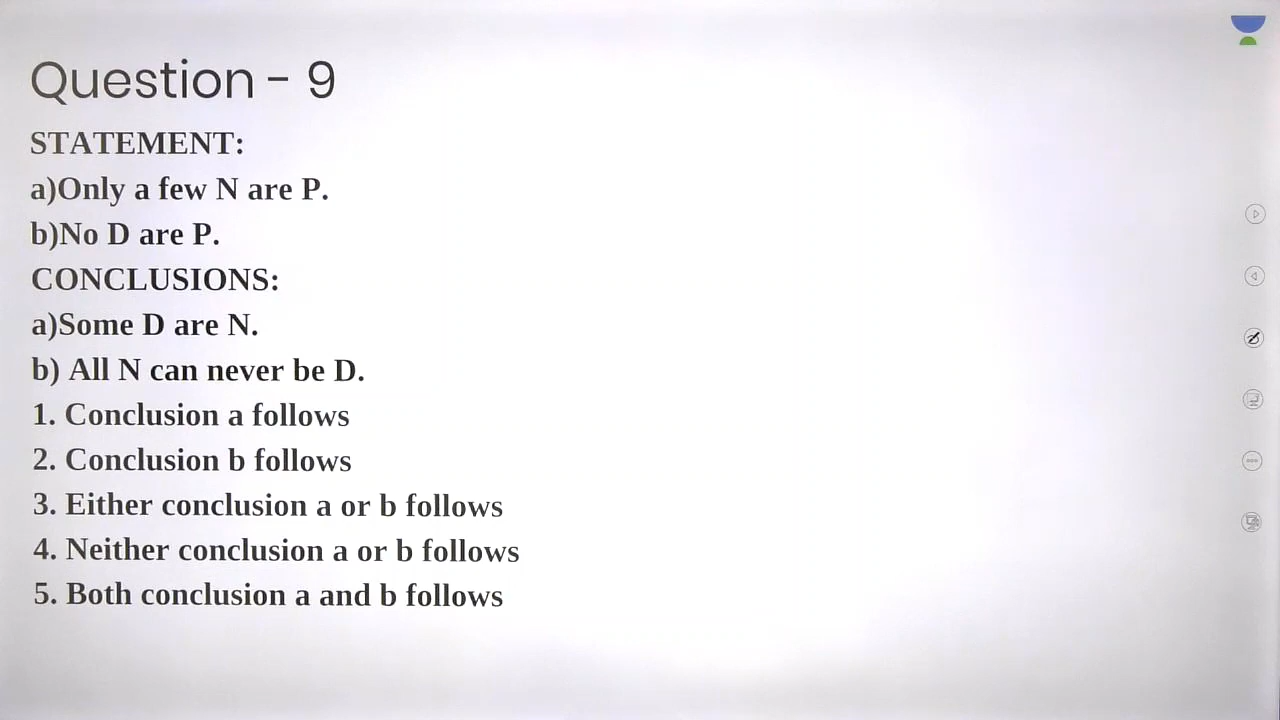 Question - 9
STATEMENT:
a)Only a few N are P.
b)No D are P.
CONCLUSIONS:
a)Some D are N.
b) All N can never be D.
1. Conclusion a follows
2. Conclusion b follows
3. Either conclusion a or b follows
4. Neither conclusion a or b follows
5. Both conclusion a and b follows